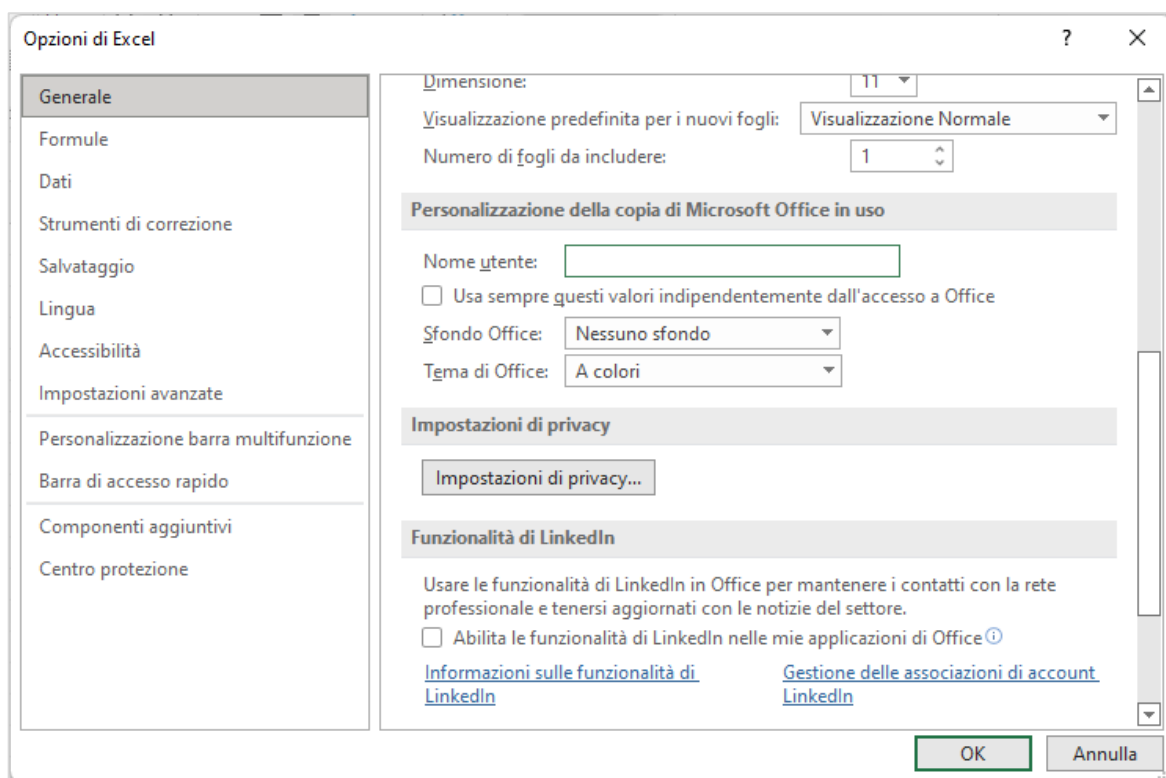 Opzioni di Excel
?
Generale
Formule
Dati
Strumenti di correzione
Salvataggio
Lingua
Accessibilità
Impostazioni avanzate
Personalizzazione barra multifunzione
Barra di accesso rapido
Componenti aggiuntivi
Centro protezione
Dimensione: 11
Visualizzazione predefinita per i nuovi fogli: Visualizzazione Normale
Numero di fogli da includere: 1
Personalizzazione della copia di Microsoft Office in uso
Nome utente:
Usa sempre questi valori indipendentemente dall'accesso a Office
Sfondo Office: Nessuno sfondo
Tema di Office: A colori
Impostazioni di privacy
Impostazioni di privacy...
Funzionalità di LinkedIn
Usare le funzionalità di LinkedIn in Office per mantenere i contatti con la rete
professionale e tenersi aggiornati con le notizie del settore.
Abilita le funzionalità di LinkedIn nelle mie applicazioni di Office
Informazioni sulle funzionalità di
LinkedIn
Gestione delle associazioni di account
LinkedIn
OK
Annulla